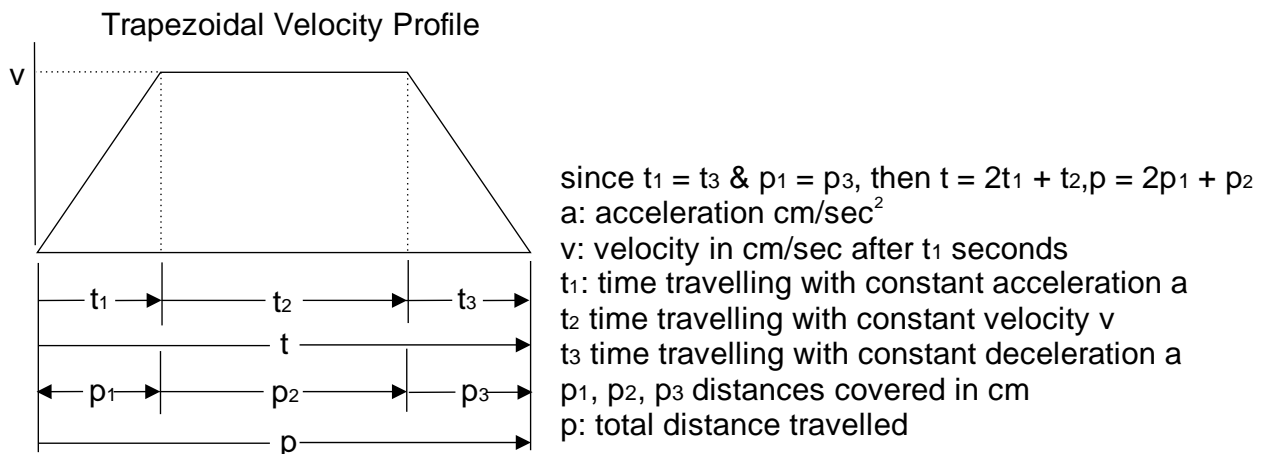 Trapezoidal Velocity Profile
v
since t₁ = t₃ & p₁ = p₃, then t = 2t₁ + t₂,p = 2p₁ + p₂
a: acceleration cm/sec²
v: velocity in cm/sec after t₁ seconds
t₁: time travelling with constant acceleration a
t₂ time travelling with constant velocity v
t₃ time travelling with constant deceleration a
p₁, p₂, p₃ distances covered in cm
p: total distance travelled
t₁ t₂ t₃
t
p₁ p₂ p₃
p